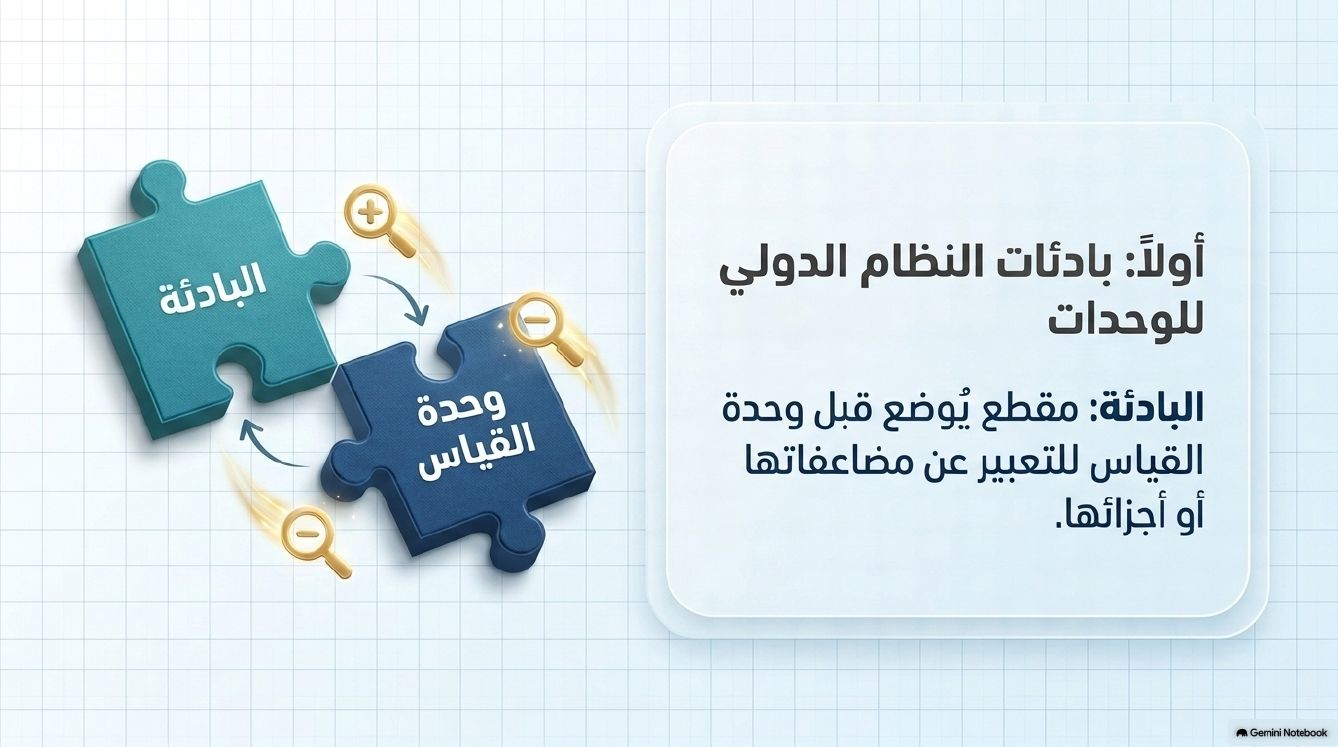 أولاً: بادئات النظام الدولي
للوحدات
البادئة: مقطع يُوضع قبل وحدة
القياس للتعبير عن مضاعفاتها
أو أجزائها.
البادئة
وحدة
القياس
Gemini Notebook